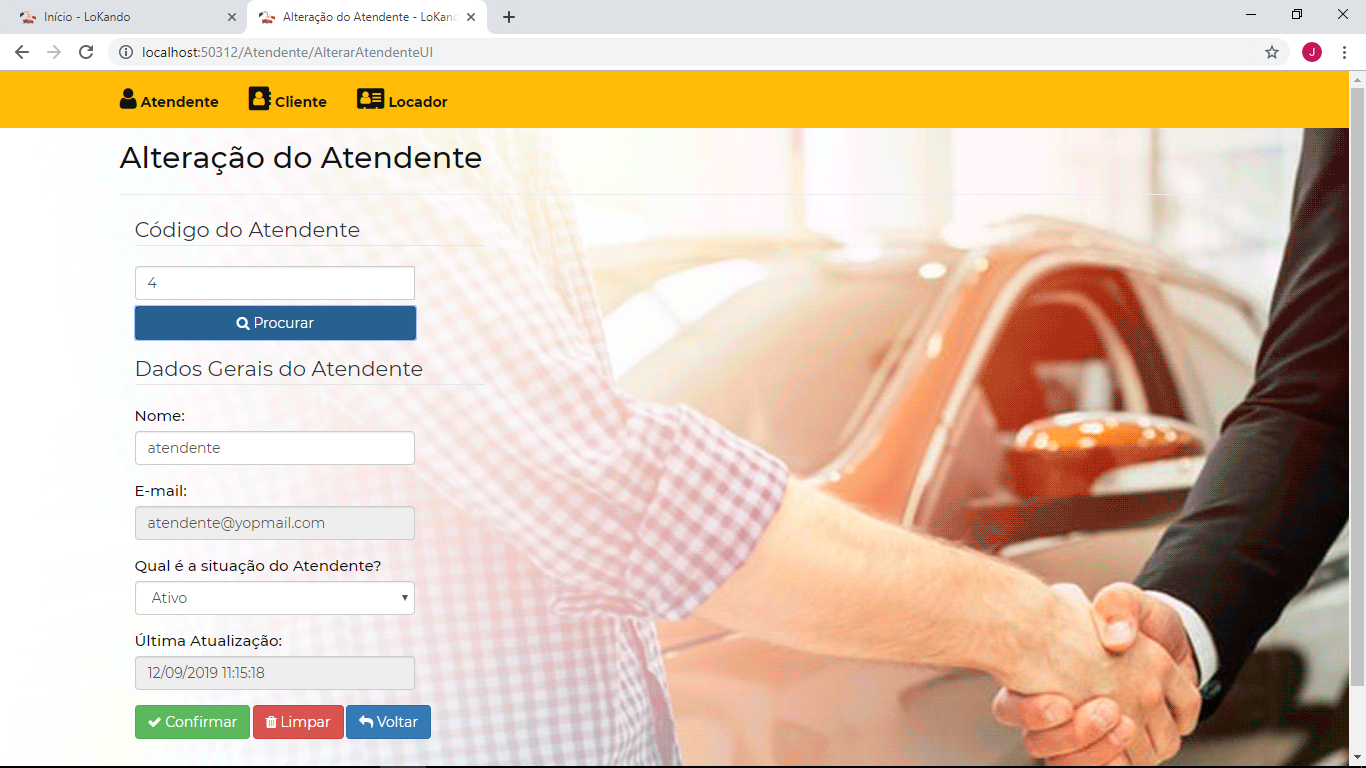 Início - LoKando
Alteração do Atendente - LoKand
localhost:50312/Atendente/AlterarAtendenteUI
J
Atendente Cliente Locador
Alteração do Atendente
Código do Atendente
4
Procurar
Dados Gerais do Atendente
Nome:
atendente
E-mail:
atendente@yopmail.com
Qual é a situação do Atendente?
Ativo
Última Atualização:
12/09/2019 11:15:18
Confirmar Limpar Voltar